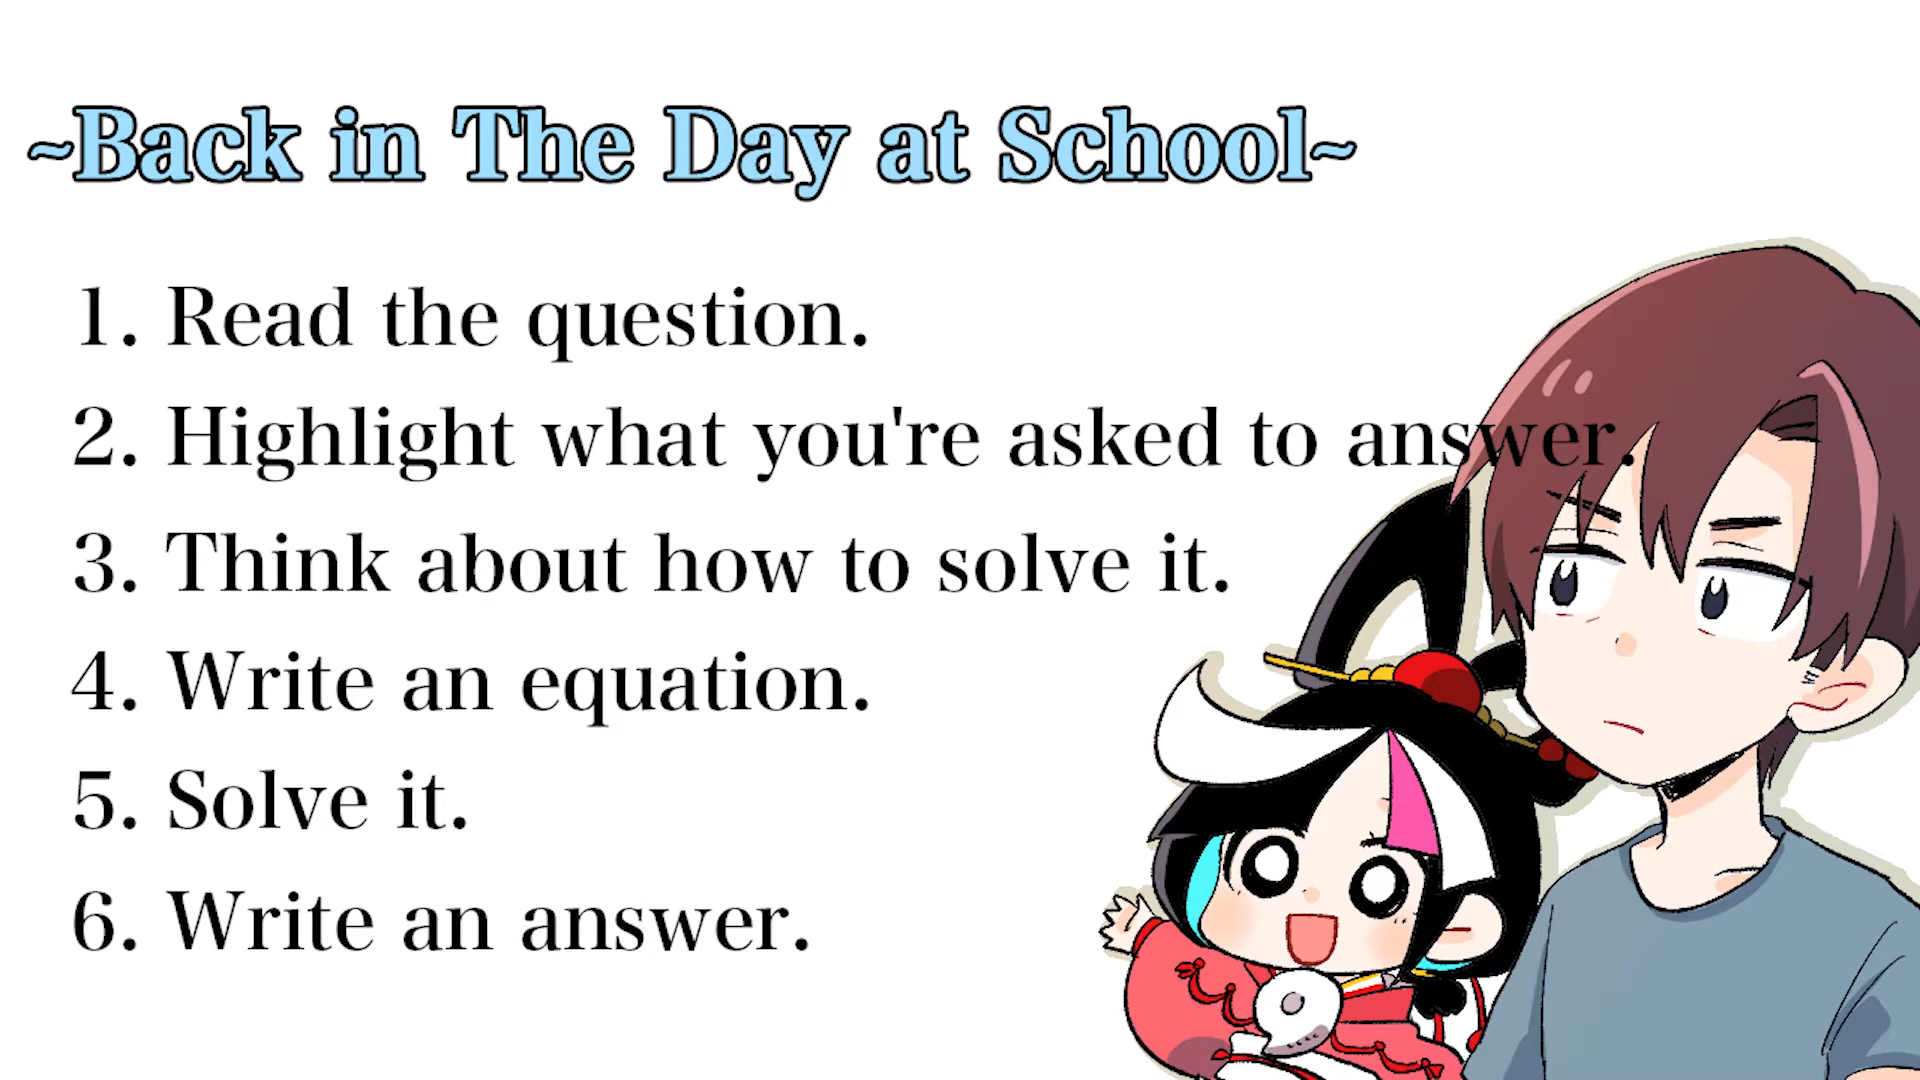 ~Back in The Day at School~
1. Read the question.
2. Highlight what you're asked to answer.
3. Think about how to solve it.
4. Write an equation.
5. Solve it.
6. Write an answer.